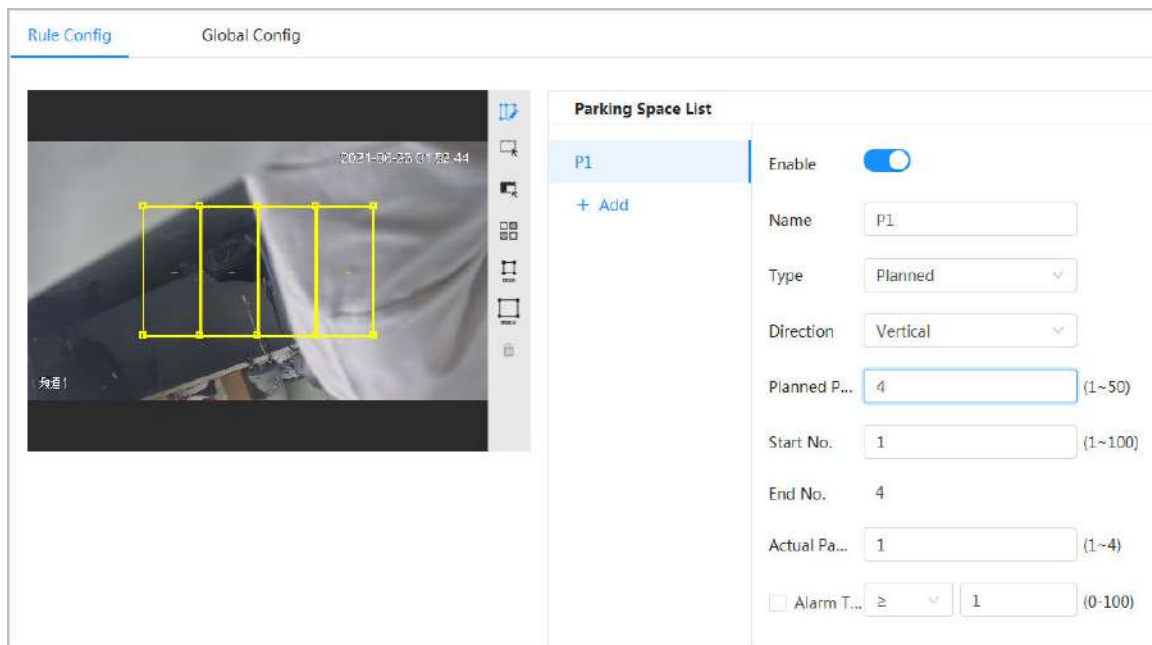 Rule Config
Global Config
Parking Space List
P1
+ Add
Enable
Name
P1
Type
Planned
Direction
Vertical
Planned P...
4
(1~50)
Start No.
1
(1~100)
End No.
4
Actual Pa...
1
(1~4)
Alarm T...
≥
1
(0-100)